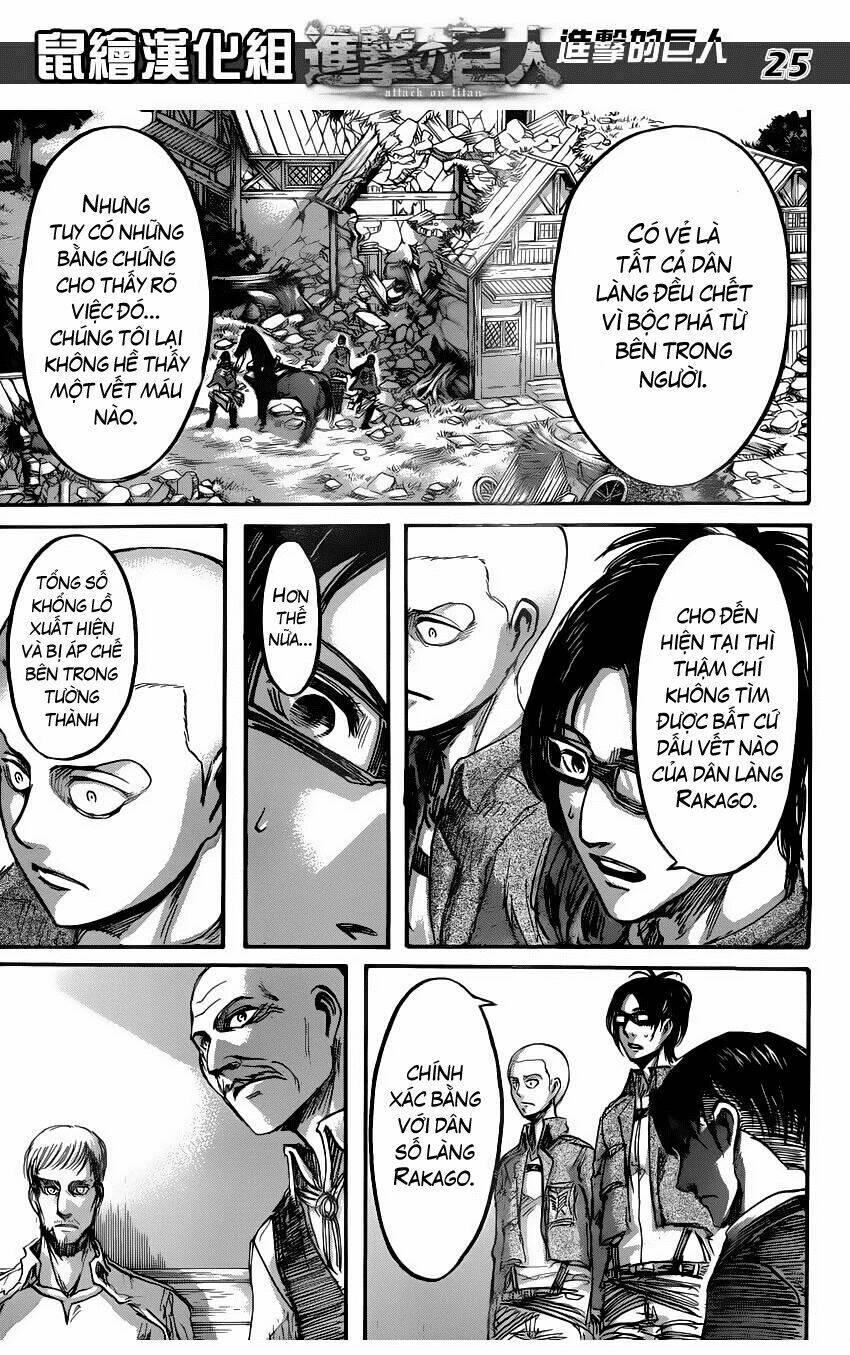 鼠繪漢化組
進撃の巨人
attack on titan
進擊的巨人
25
CÓ VẺ LÀ
TẤT CẢ DÂN
LÀNG ĐỀU CHẾT
VÌ BỘC PHÁ TỪ
BÊN TRONG
NGƯỜI.
NHƯNG
TUY CÓ NHỮNG
BẰNG CHỨNG
CHO THẤY RÕ
VIỆC ĐÓ...
CHÚNG TÔI LẠI
KHÔNG HỀ THẤY
MỘT VẾT MÁU
NÀO.
CHO ĐẾN
HIỆN TẠI THÌ
THẬM CHÍ
KHÔNG TÌM
ĐƯỢC BẤT CỨ
DẤU VẾT NÀO
CỦA DÂN LÀNG
RAKAGO.
HƠN
THẾ
NỮA...
TỔNG SỐ
KHỔNG LỒ
XUẤT HIỆN
VÀ BỊ ÁP CHẾ
BÊN TRONG
TƯỜNG
THÀNH
CHÍNH
XÁC BẰNG
VỚI DÂN
SỐ LÀNG
RAKAGO.